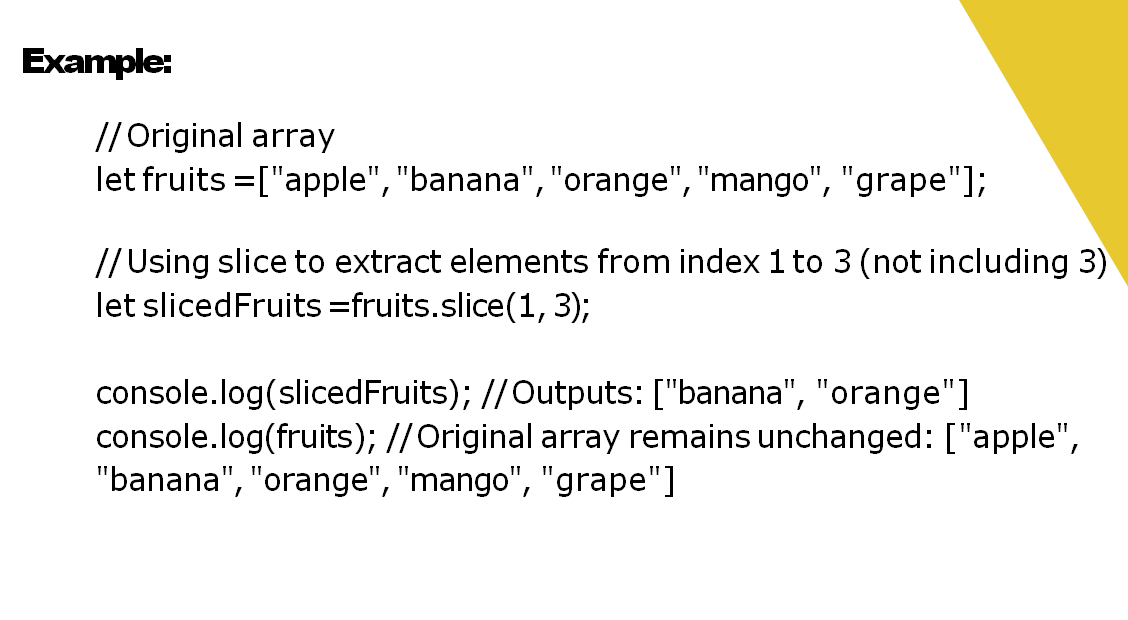 Example:
// Original array
let fruits =["apple", "banana", "orange", "mango", "grape"];
// Using slice to extract elements from index 1 to 3 (not including 3)
let slicedFruits =fruits.slice(1, 3);
console.log(slicedFruits); // Outputs: ["banana", "orange"]
console.log(fruits); // Original array remains unchanged: ["apple",
"banana", "orange", "mango", "grape"]